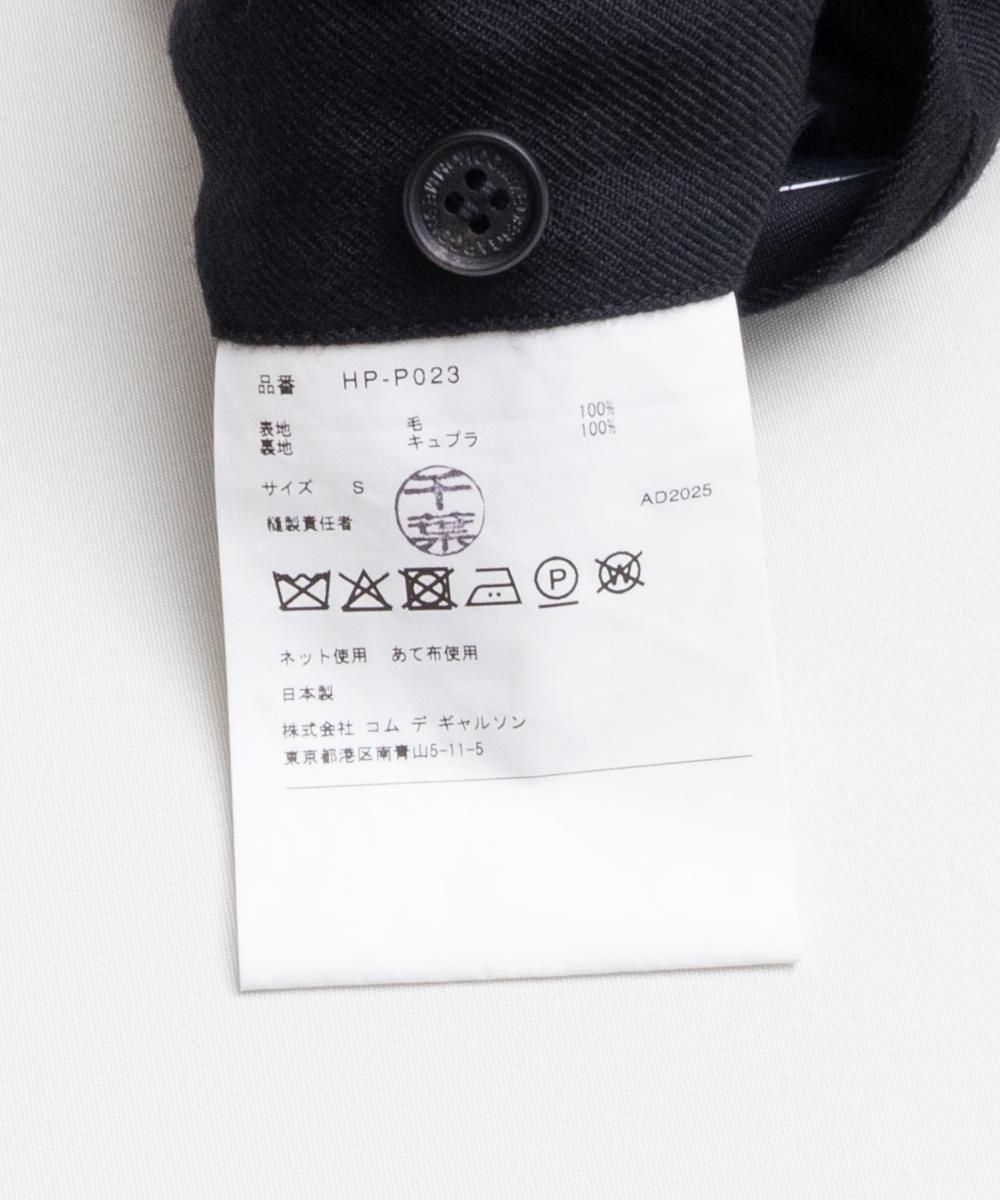 品番 HP-P023
表地 毛 100%
裏地 キュプラ 100%
サイズ S
AD2025
縫製責任者 千葉
P W
ネット使用 あて布使用
日本製
株式会社 コム デ ギャルソン
東京都港区南青山5-11-5